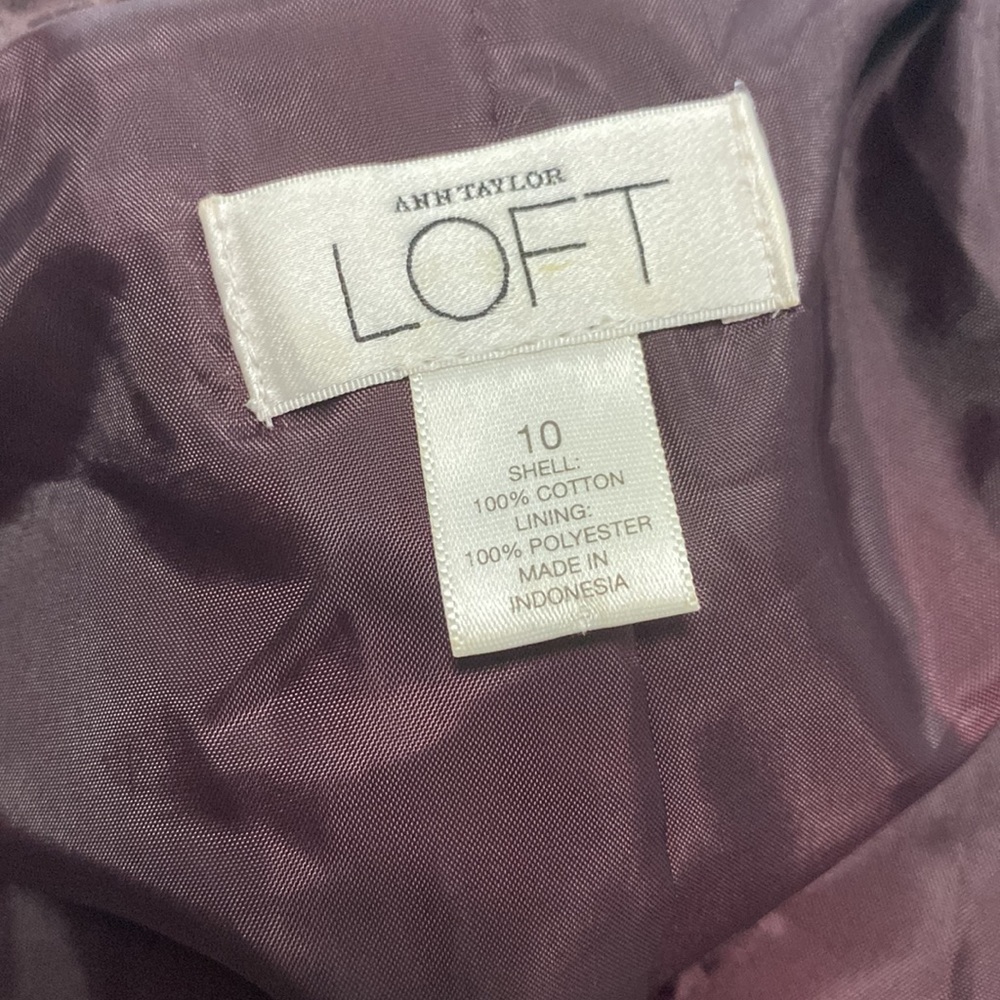 ANN TAYLOR
LOFT
10
SHELL:
100% COTTON
LINING:
100% POLYESTER
MADE IN
INDONESIA